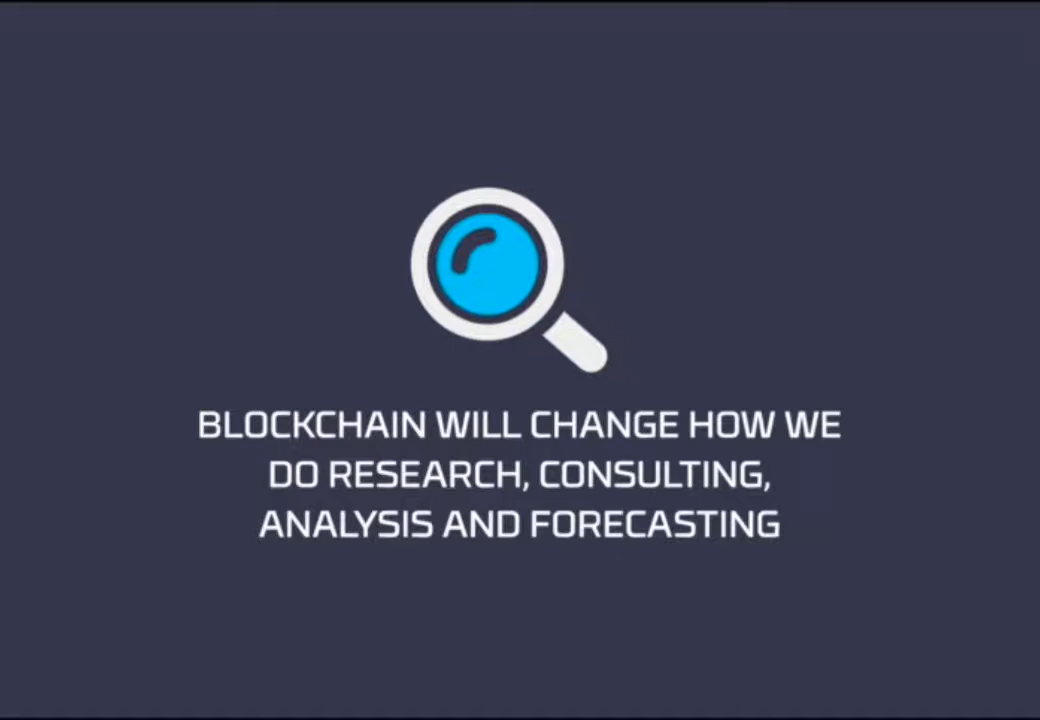 BLOCKCHAIN WILL CHANGE HOW WE
DO RESEARCH, CONSULTING,
ANALYSIS AND FORECASTING